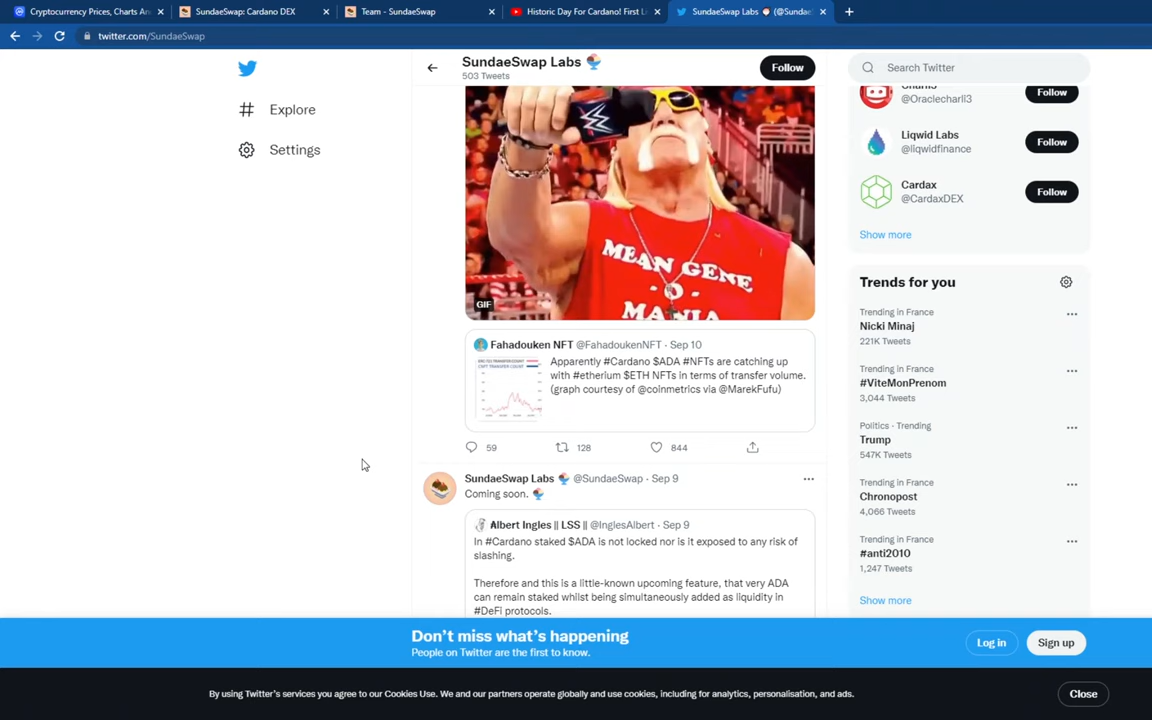 Cryptocurrency Prices, Charts An
SundaeSwap: Cardano DEX
Team - SundaeSwap
Historic Day For Cardano! First L
SundaeSwap Labs (@Sundae
twitter.com/SundaeSwap
SundaeSwap Labs
503 Tweets
Follow
Search Twitter
Explore
Settings
MEAN GENE
-O-
MANIA
GIF
Charli3
@Oraclecharli3
Follow
Liqwid Labs
@liqwidfinance
Follow
Cardax
@CardaxDEX
Follow
Show more
Fahadouken NFT @FahadoukenNFT · Sep 10
Apparently #Cardano $ADA #NFTs are catching up
with #etherium $ETH NFTs in terms of transfer volume.
(graph courtesy of @coinmetrics via @MarekFufu)
59
128
844
SundaeSwap Labs @SundaeSwap · Sep 9
Coming soon.
Albert Ingles || LSS || @InglesAlbert · Sep 9
In #Cardano staked $ADA is not locked nor is it exposed to any risk of
slashing.
Therefore and this is a little-known upcoming feature, that very ADA
can remain staked whilst being simultaneously added as liquidity in
#DeFi protocols.
Trends for you
Trending in France
Nicki Minaj
221K Tweets
Trending in France
#ViteMonPrenom
3,044 Tweets
Politics · Trending
Trump
547K Tweets
Trending in France
Chronopost
4,066 Tweets
Trending in France
#anti2010
1,247 Tweets
Show more
Don't miss what's happening
People on Twitter are the first to know.
Log in
Sign up
By using Twitter's services you agree to our Cookies Use. We and our partners operate globally and use cookies, including for analytics, personalisation, and ads.
Close